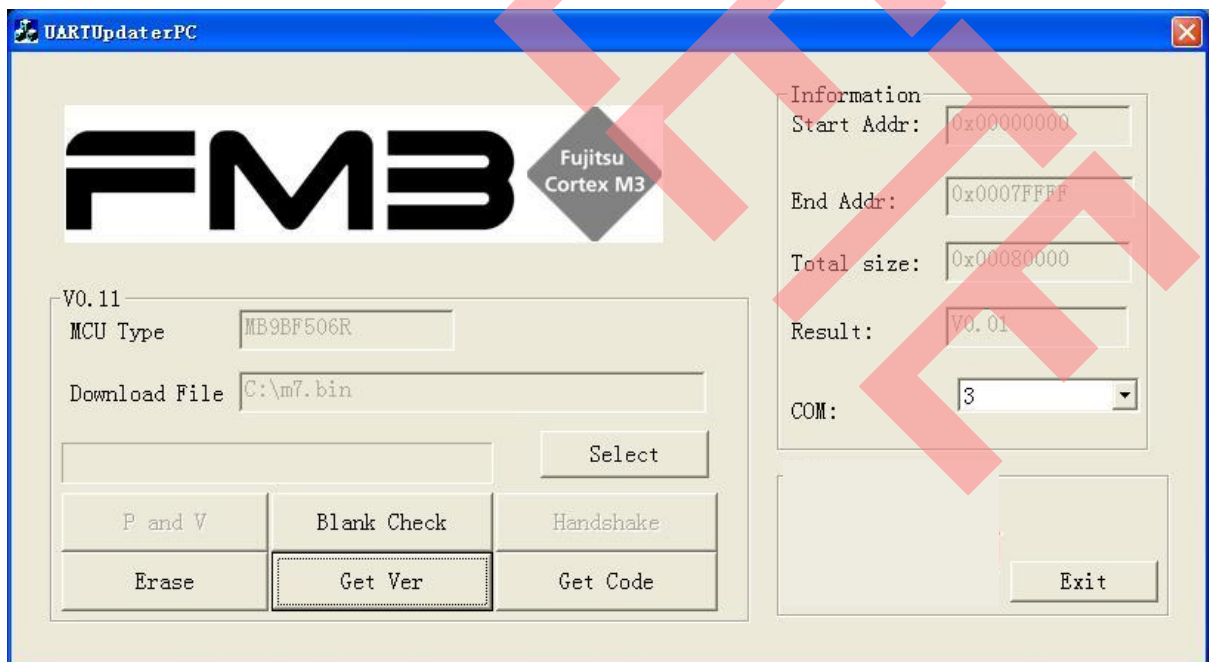 UARTUpdaterPC
FM3
Fujitsu
Cortex M3
V0.11
MCU Type
MB9BF506R
Download File
C:\m7.bin
Select
P and V
Blank Check
Handshake
Erase
Get Ver
Get Code
Information
Start Addr:
0x00000000
End Addr:
0x0007FFFF
Total size:
0x00080000
Result:
V0.01
COM:
3
Exit